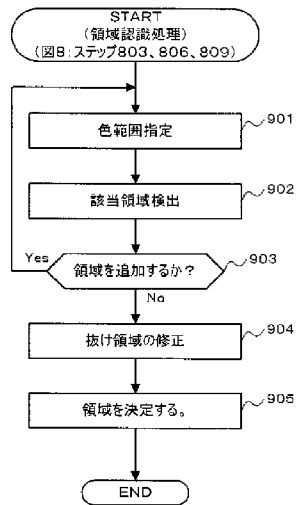 START
(領域認識処理)
(図8:ステップ803、806、809)
色範囲指定
901
該当領域検出
902
Yes
領域を追加するか?
903
No
抜け領域の修正
904
領域を決定する。
905
END